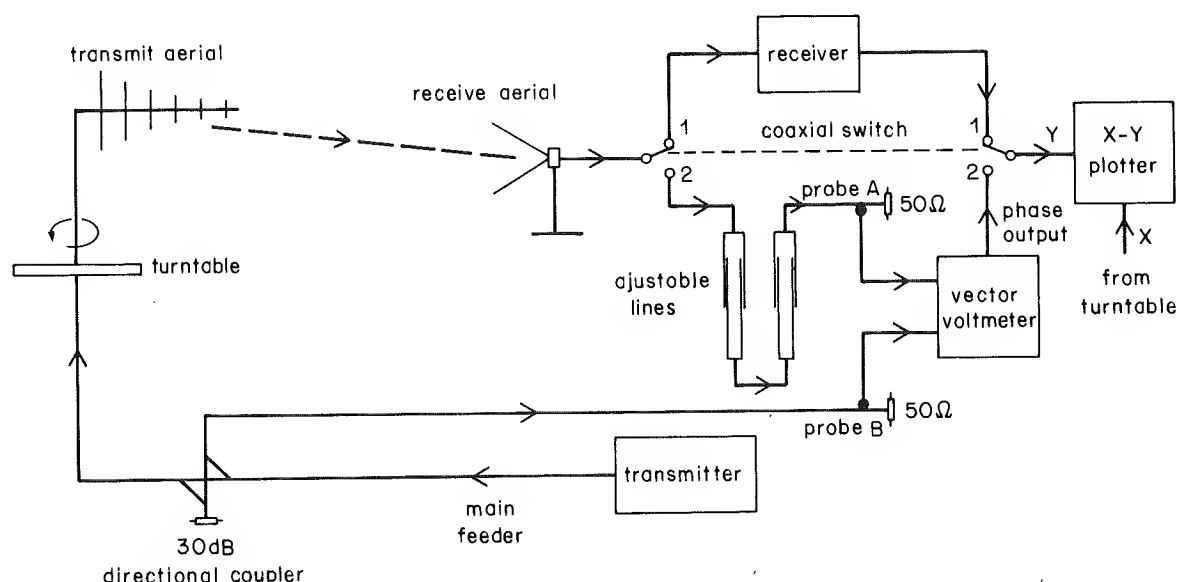 transmit aerial
receive aerial
receiver
1
coaxial switch
1
Y
X-Y
plotter
2
2
probe A
50Ω
phase
output
X
from
turntable
turntable
ajustoble
lines
vector
voltmeter
50Ω
probe B
transmitter
main
feeder
30dB
directional coupler